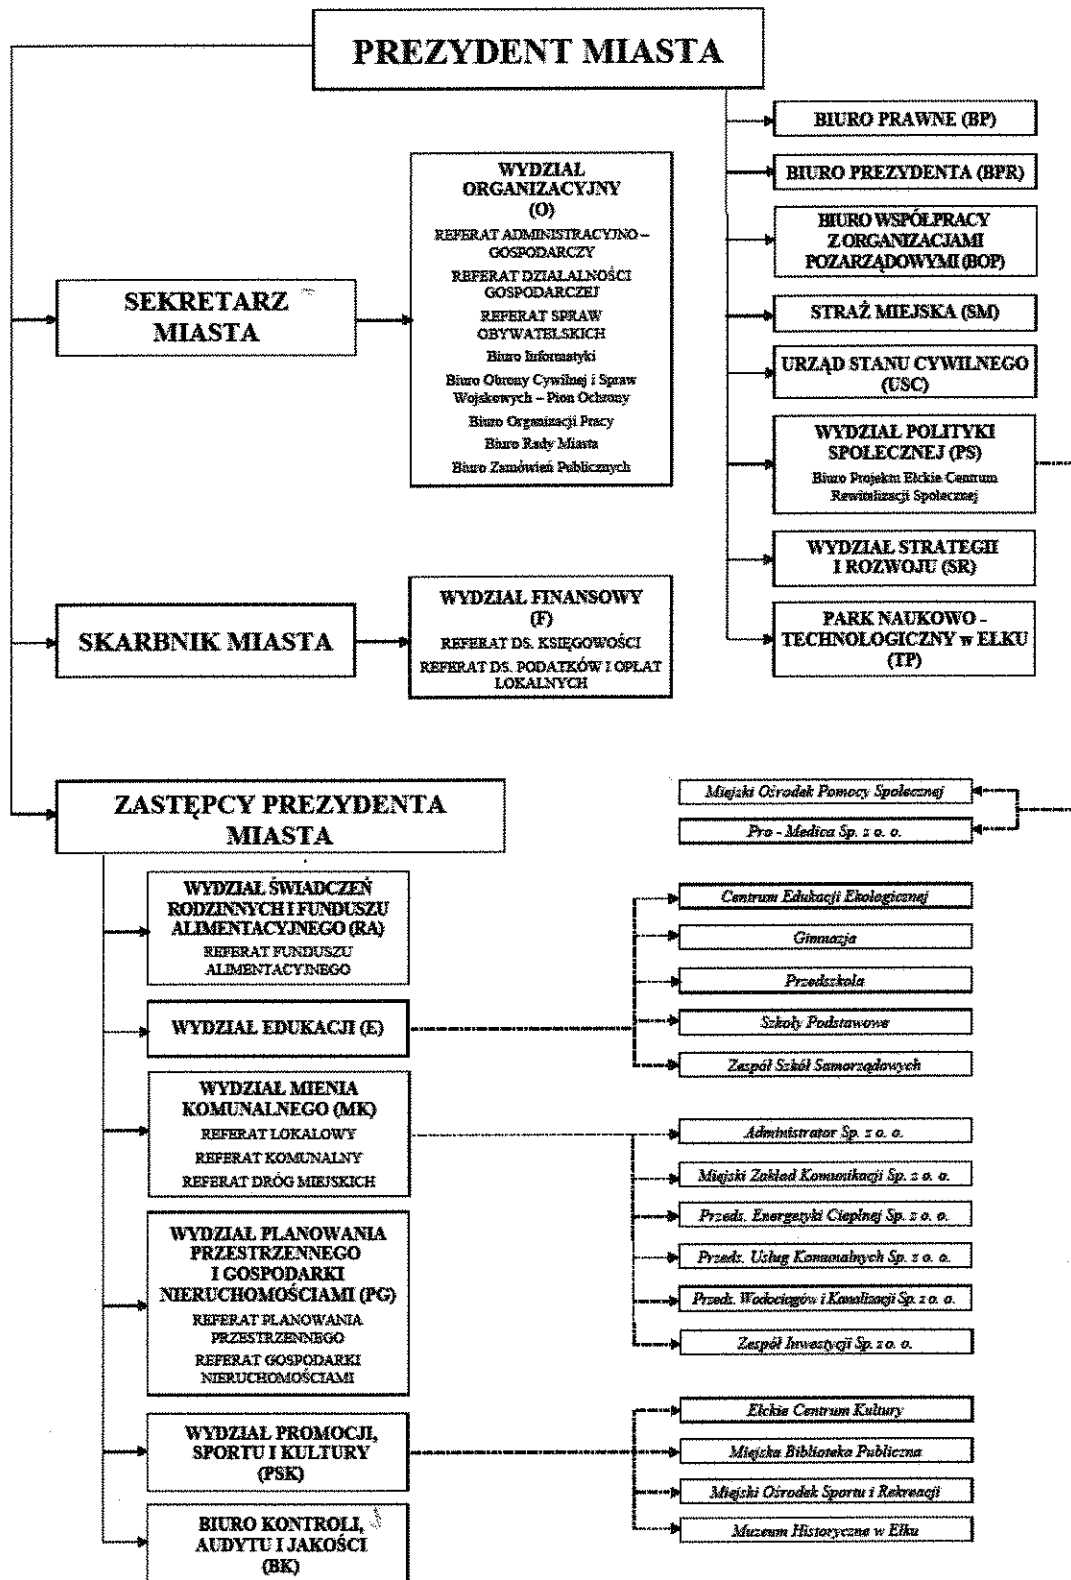 PREZYDENT MIASTA
BIURO PRAWNE (BP)
BIURO PREZYDENTA (BPR)
BIURO WSPÓŁPRACY
Z ORGANIZACJAMI
POZARZĄDOWYMI (BOP)
STRAŻ MIEJSKA (SM)
URZĄD STANU CYWILNEGO
(USC)
WYDZIAŁ POLITYKI
SPOŁECZNEJ (PS)
Biuro Projektu Ełckie Centrum
Rewitalizacji Społecznej
WYDZIAŁ STRATEGII
I ROZWOJU (SR)
PARK NAUKOWO -
TECHNOLOGICZNY w EŁKU
(TP)
SEKRETARZ
MIASTA
WYDZIAŁ
ORGANIZACYJNY
(O)
REFERAT ADMINISTRACYJNO –
GOSPODARCZY
REFERAT DZIAŁALNOŚCI
GOSPODARCZEJ
REFERAT SPRAW
OBYWATELSKICH
Biuro Informatyki
Biuro Obrony Cywilnej i Spraw
Wojskowych – Pion Ochrony
Biuro Organizacji Pracy
Biuro Rady Miasta
Biuro Zamówień Publicznych
SKARBNIK MIASTA
WYDZIAŁ FINANSOWY
(F)
REFERAT DS. KSIĘGOWOŚCI
REFERAT DS. PODATKÓW I OPŁAT
LOKALNYCH
ZASTĘPCY PREZYDENTA
MIASTA
Miejski Ośrodek Pomocy Społecznej
Pro - Medica Sp. z o. o.
WYDZIAŁ ŚWIADCZEŃ
RODZINNYCH I FUNDUSZU
ALIMENTACYJNEGO (RA)
REFERAT FUNDUSZU
ALIMENTACYJNEGO
WYDZIAŁ EDUKACJI (E)
Centrum Edukacji Ekologicznej
Gimnazja
Przedszkola
Szkoły Podstawowe
Zespół Szkół Samorządowych
WYDZIAŁ MIENIA
KOMUNALNEGO (MK)
REFERAT LOKALOWY
REFERAT KOMUNALNY
REFERAT DRÓG MIEJSKICH
Administrator Sp. z o. o.
Miejski Zakład Komunikacji Sp. z o. o.
Przeds. Energetyki Cieplnej Sp. z o. o.
Przeds. Usług Komunalnych Sp. z o. o.
Przeds. Wodociągów i Kanalizacji Sp. z o. o.
Zespół Inwestycji Sp. z o. o.
WYDZIAŁ PLANOWANIA
PRZESTRZENNEGO
I GOSPODARKI
NIERUCHOMOŚCIAMI (PG)
REFERAT PLANOWANIA
PRZESTRZENNEGO
REFERAT GOSPODARKI
NIERUCHOMOŚCIAMI
WYDZIAŁ PROMOCJI,
SPORTU I KULTURY
(PSK)
Ełckie Centrum Kultury
Miejska Biblioteka Publiczna
Miejski Ośrodek Sportu i Rekreacji
Muzeum Historyczne w Ełku
BIURO KONTROLI,
AUDYTU I JAKOŚCI
(BK)